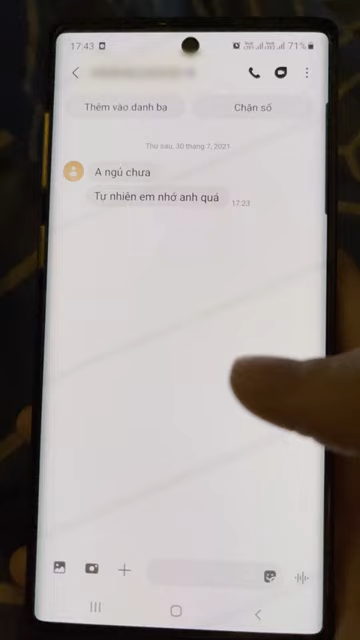 17:43
71%
Thêm vào danh bạ
Chặn số
Thứ sáu, 30 tháng 7, 2021
A ngủ chưa
Tự nhiên em nhớ anh quá
17:23